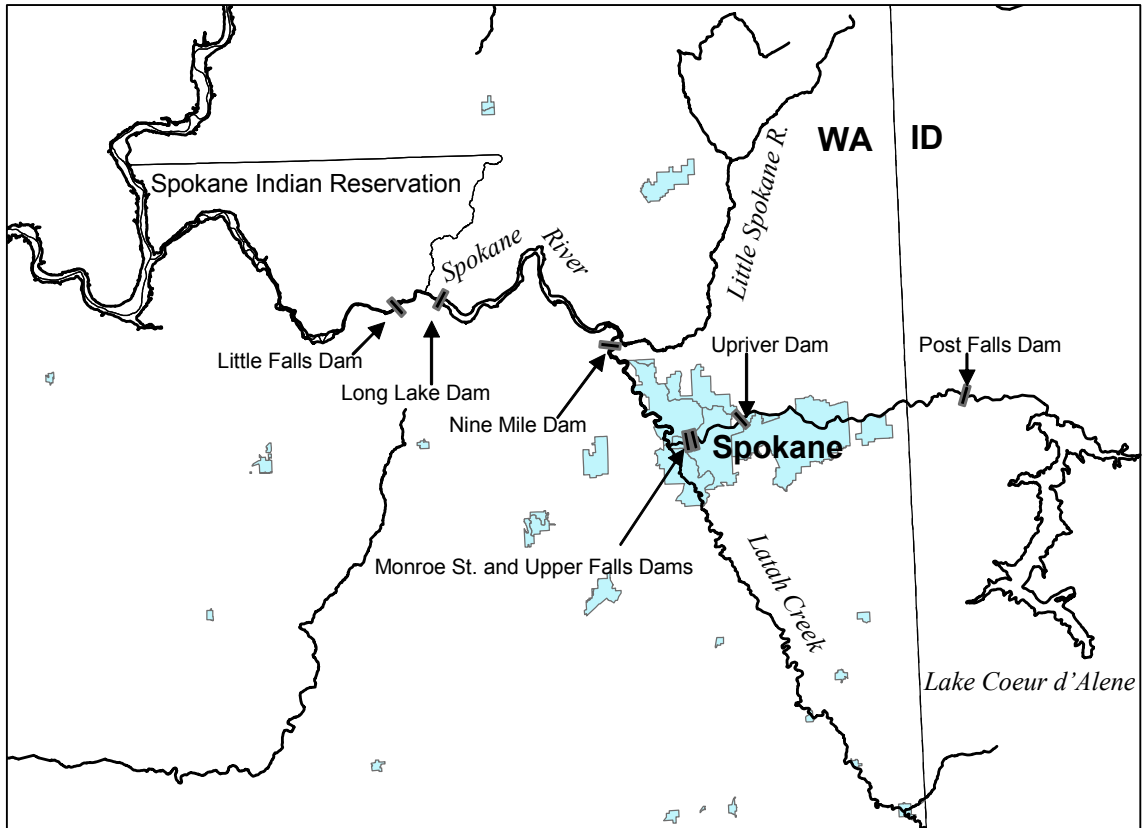 WA
ID
Little Spokane R.
Spokane Indian Reservation
Spokane River
Little Falls Dam
Long Lake Dam
Nine Mile Dam
Upriver Dam
Post Falls Dam
Spokane
Monroe St. and Upper Falls Dams
Latah Creek
Lake Coeur d’Alene